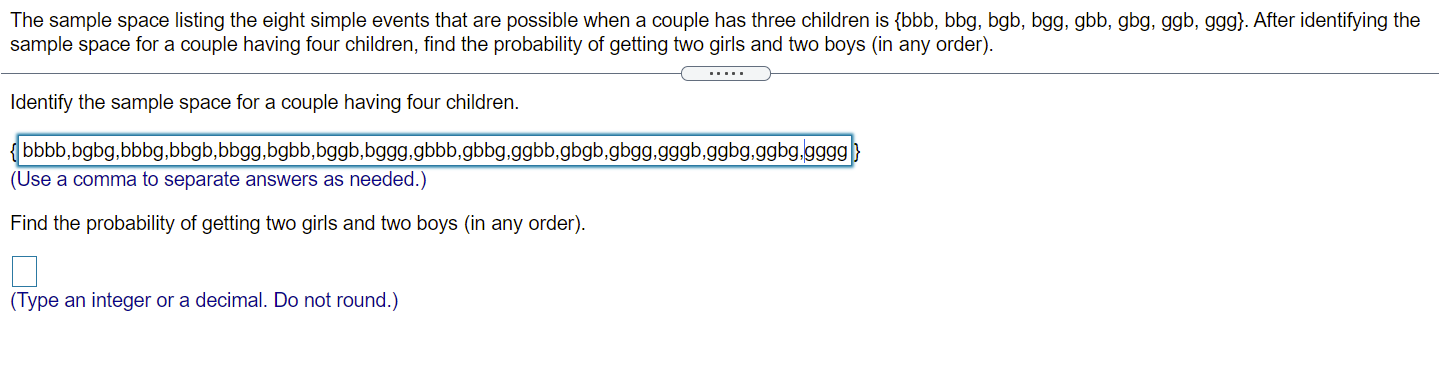 The sample space listing the eight simple events that are possible when a couple has three children is {bbb, bbg, bgb, bgg, gbb, gbg, ggb, ggg}. After identifying the
sample space for a couple having four children, find the probability of getting two girls and two boys (in any order).
Identify the sample space for a couple having four children.
{bbbb,bgbg,bbbg,bbgb,bbgg,bgbb,bggb,bggg,gbbb,gbbg,ggbb,gbgb,gbgg,gggb,ggbg,ggbg,gggg}
(Use a comma to separate answers as needed.)
Find the probability of getting two girls and two boys (in any order).
(Type an integer or a decimal. Do not round.)